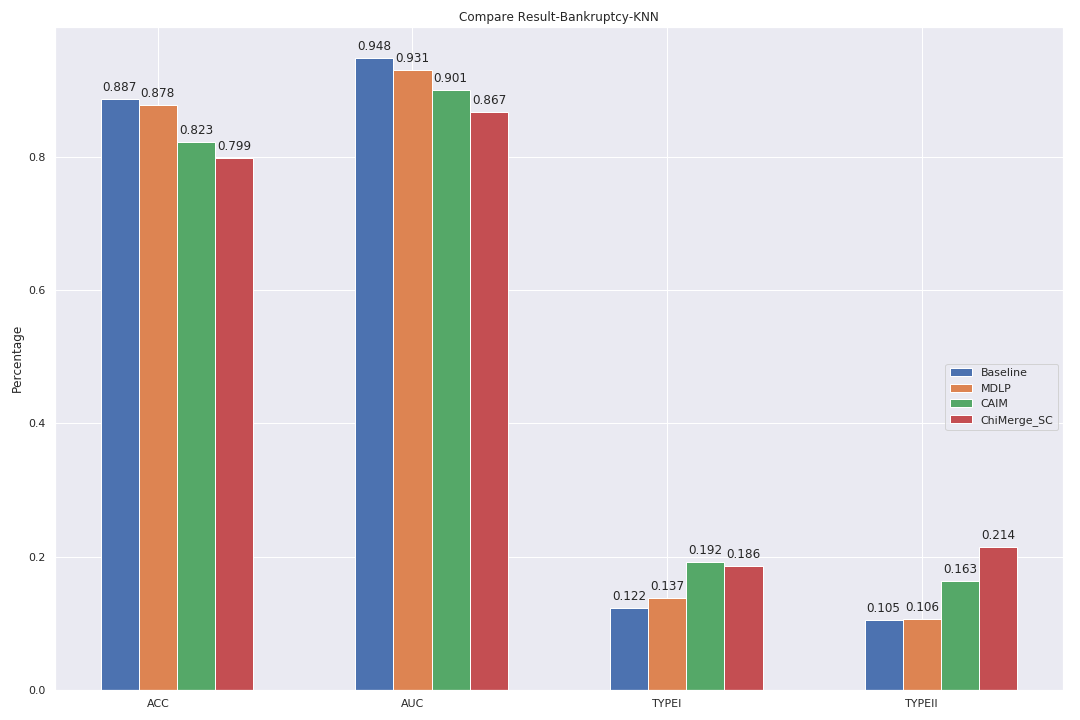 Compare Result-Bankruptcy-KNN
Percentage
0.8
0.6
0.4
0.2
0.0
0.887
0.878
0.823
0.799
0.948
0.931
0.901
0.867
0.122
0.137
0.192
0.186
0.105
0.106
0.163
0.214
Baseline
MDLP
CAIM
ChiMerge_SC
ACC
AUC
TYPEI
TYPEII